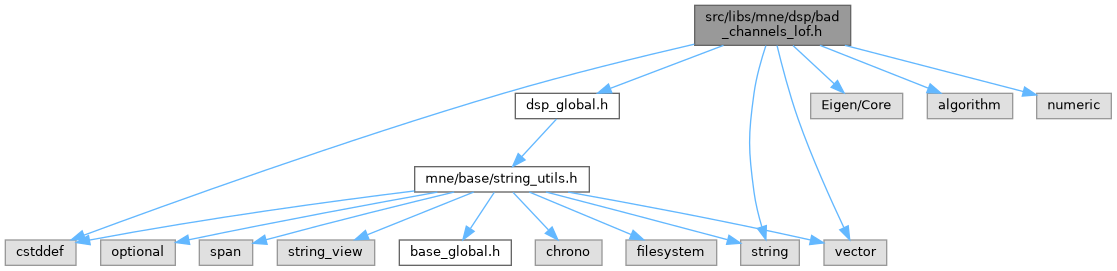 src/libs/mne/dsp/bad
_channels_lof.h
dsp_global.h
Eigen/Core
algorithm
numeric
mne/base/string_utils.h
cstddef
optional
span
string_view
base_global.h
chrono
filesystem
string
vector